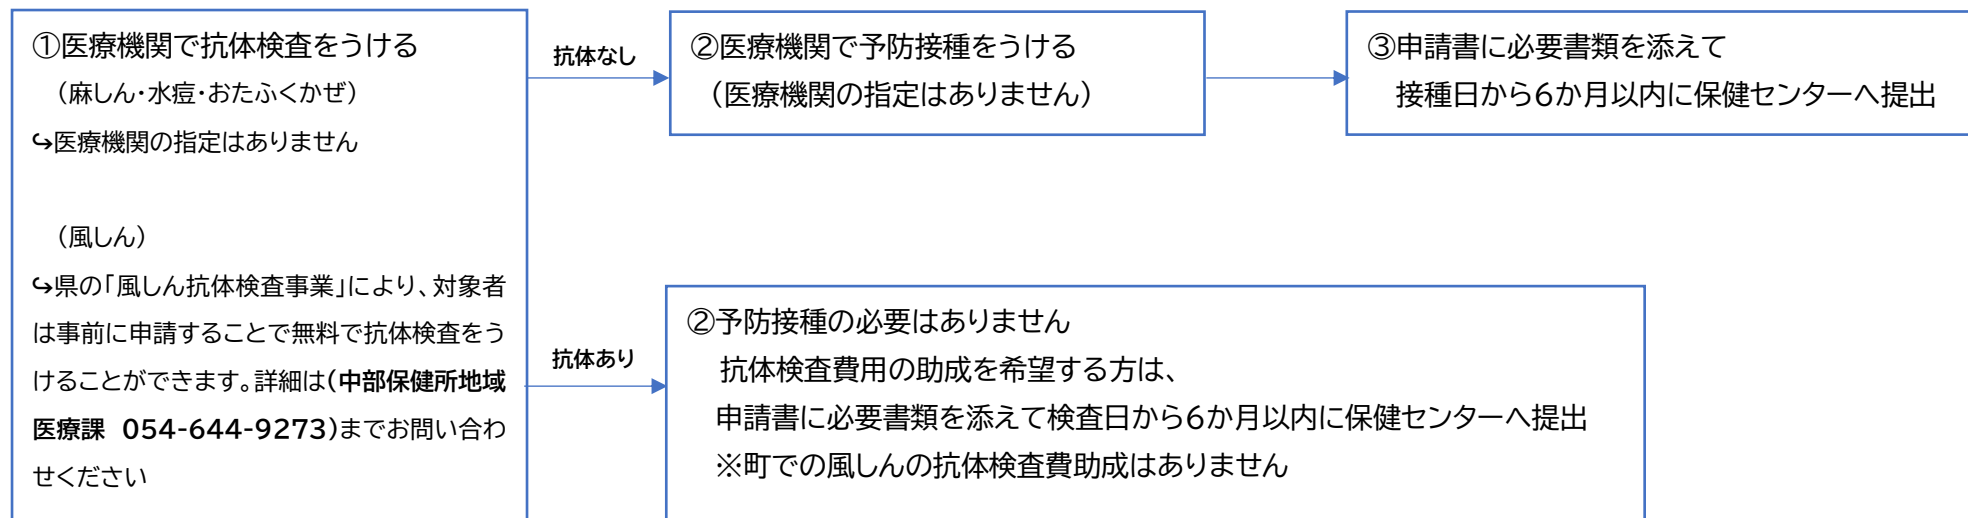 ①医療機関で抗体検査をうける
（麻しん・水痘・おたふくかぜ）
↪医療機関の指定はありません
（風しん）
↪県の「風しん抗体検査事業」により、対象者
は事前に申請することで無料で抗体検査をう
けることができます。詳細は(中部保健所地域
医療課　054-644-9273)までお問い合わ
せください
抗体なし
②医療機関で予防接種をうける
（医療機関の指定はありません）
③申請書に必要書類を添えて
接種日から6か月以内に保健センターへ提出
抗体あり
②予防接種の必要はありません
抗体検査費用の助成を希望する方は、
申請書に必要書類を添えて検査日から6か月以内に保健センターへ提出
※町での風しんの抗体検査費助成はありません